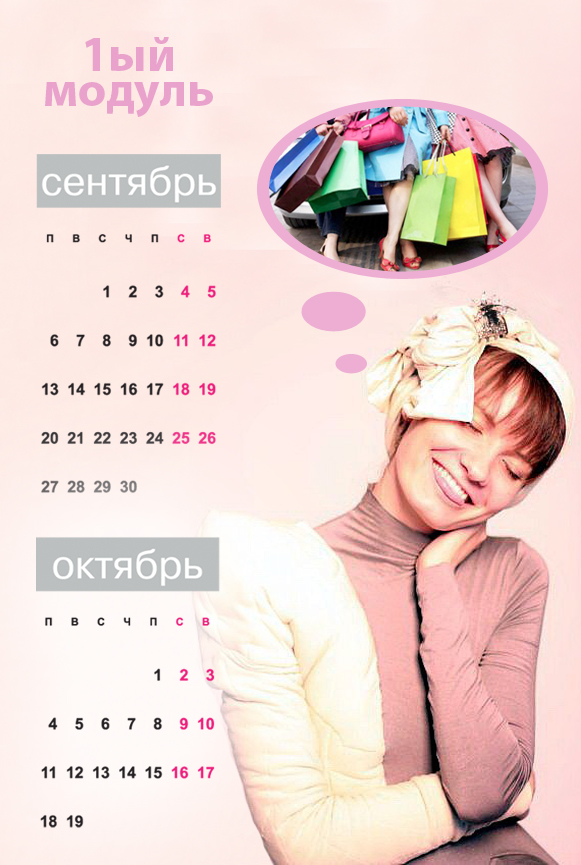 1ый
модуль
сентябрь
П В С Ч П С В
1 2 3 4 5
6 7 8 9 10 11 12
13 14 15 16 17 18 19
20 21 22 23 24 25 26
27 28 29 30
октябрь
П В С Ч П С В
1 2 3
4 5 6 7 8 9 10
11 12 13 14 15 16 17
18 19